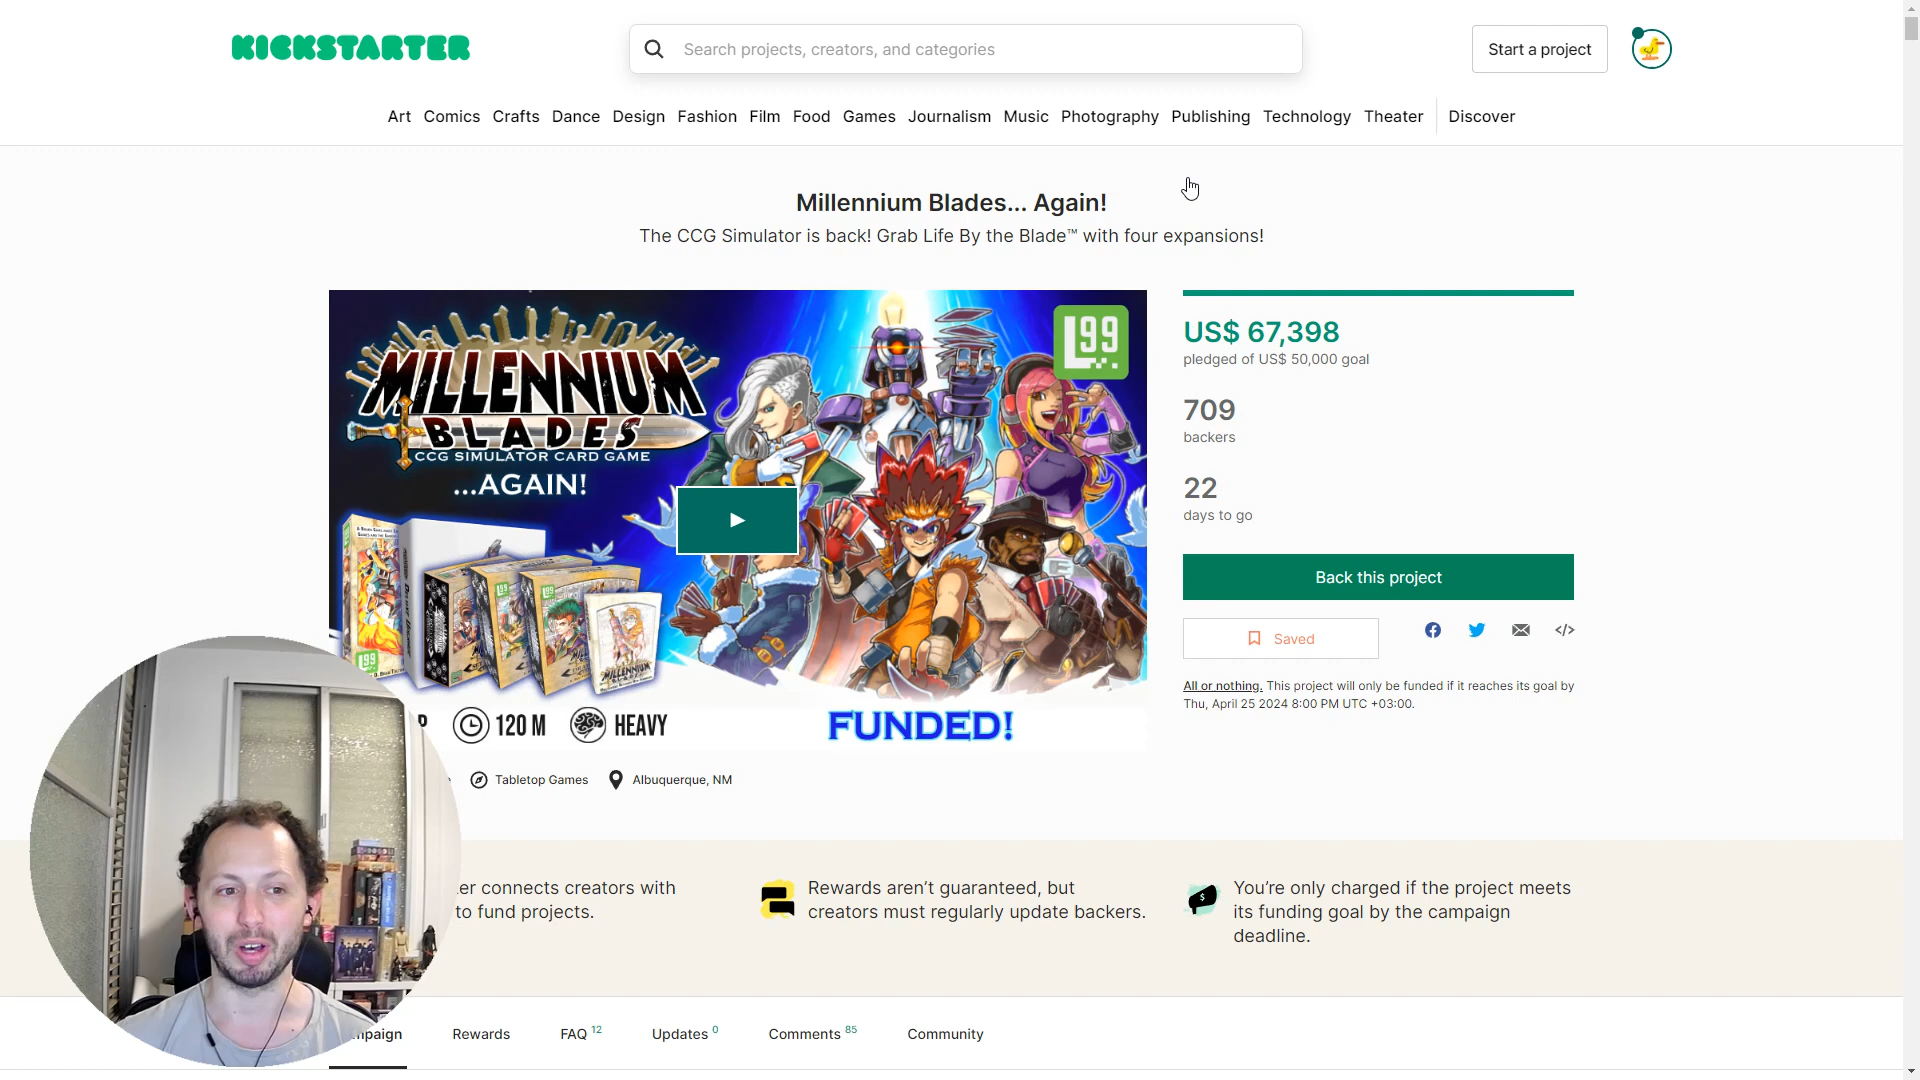 KICKSTARTER
Search projects, creators, and categories
Start a project
Art Comics Crafts Dance Design Fashion Film Food Games Journalism Music Photography Publishing Technology Theater Discover
Millennium Blades... Again!
The CCG Simulator is back! Grab Life By the Blade™ with four expansions!
MILLENNIUM
BLADES
CCG SIMULATOR CARD GAME
...AGAIN!
L99
L99
MILLENNIUM
BLADES
120 M
HEAVY
FUNDED!
US$ 67,398
pledged of US$ 50,000 goal
709
backers
22
days to go
Back this project
Saved
All or nothing. This project will only be funded if it reaches its goal by
Thu, April 25 2024 8:00 PM UTC +03:00.
Tabletop Games
Albuquerque, NM
er connects creators with
to fund projects.
Rewards aren’t guaranteed, but
creators must regularly update backers.
You’re only charged if the project meets
its funding goal by the campaign
deadline.
paign
Rewards
FAQ 12
Updates 0
Comments 85
Community